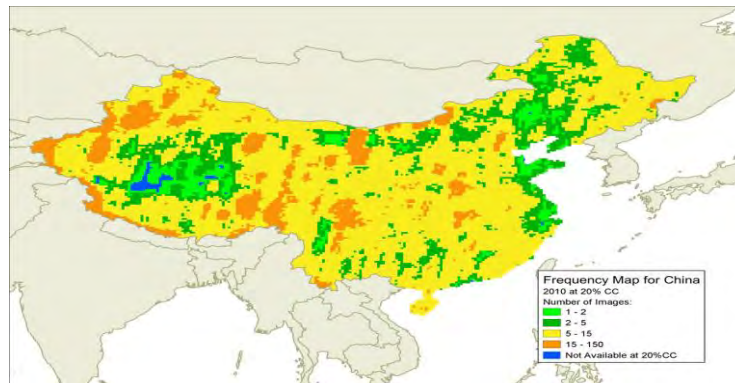 Frequency Map for China
2010 at 20% CC
Number of Images:
1 - 2
2 - 5
5 - 15
15 - 150
Not Available at 20%CC